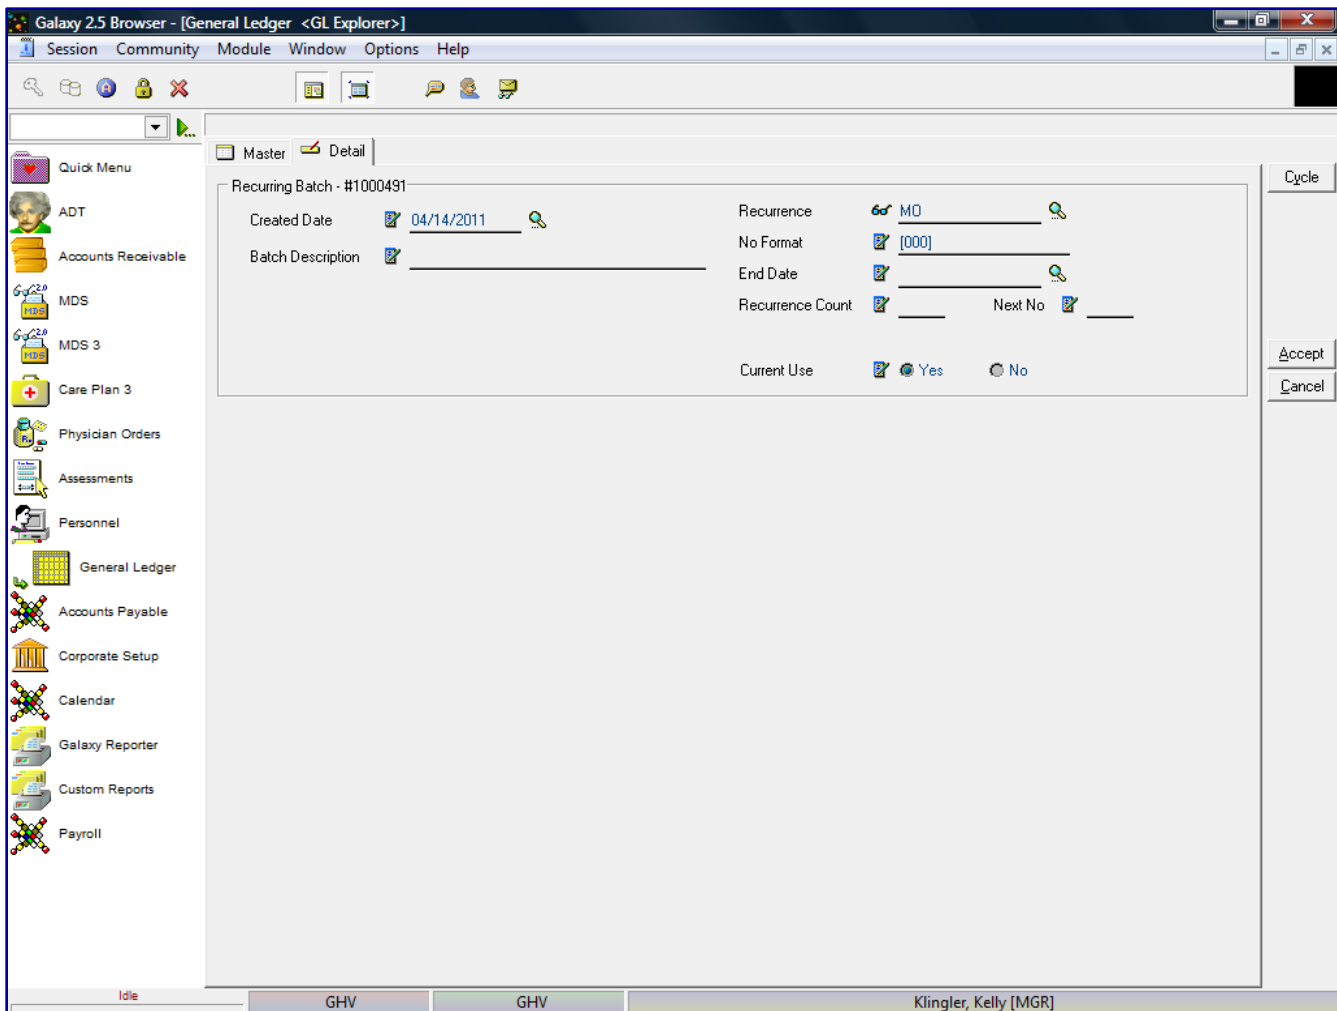 Galaxy 2.5 Browser - [General Ledger <GL Explorer>]
Session Community Module Window Options Help
Master Detail
Quick Menu
ADT
Accounts Receivable
MDS
MDS 3
Care Plan 3
Physician Orders
Assessments
Personnel
General Ledger
Accounts Payable
Corporate Setup
Calendar
Galaxy Reporter
Custom Reports
Payroll
Recurring Batch - #1000491
Created Date 04/14/2011
Batch Description
Recurrence MO
No Format [000]
End Date
Recurrence Count Next No
Current Use Yes No
Cycle
Accept
Cancel
Idle GHV GHV Klingler, Kelly [MGR]